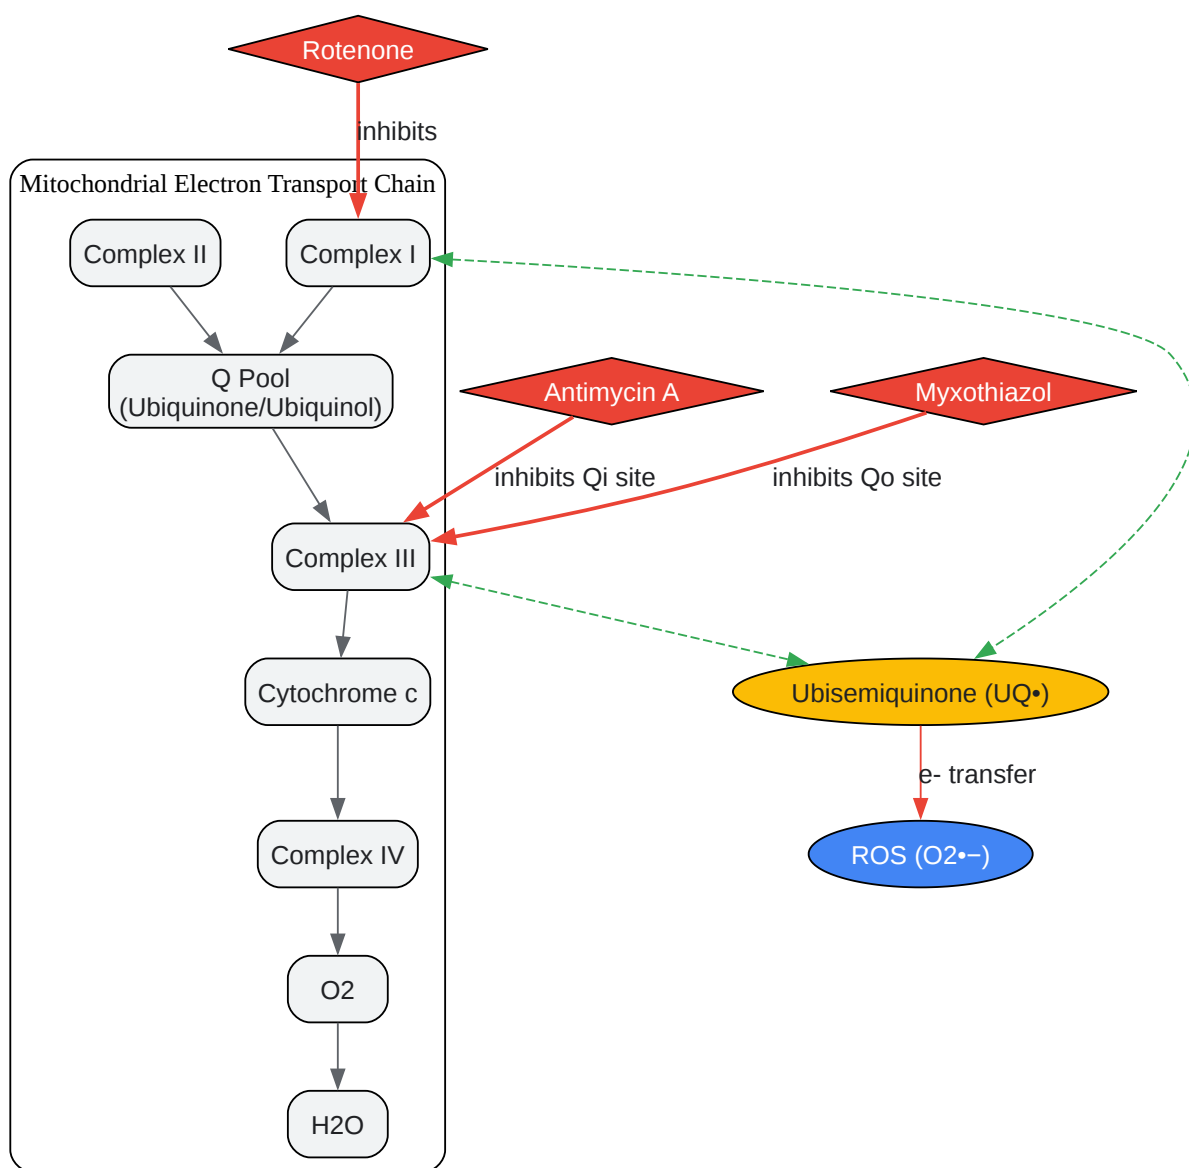 Rotenone
inhibits
Mitochondrial Electron Transport Chain
Complex II
Complex I
Q Pool
(Ubiquinone/Ubiquinol)
Antimycin A
Myxothiazol
inhibits Qi site
inhibits Qo site
Complex III
Cytochrome c
Ubisemiquinone (UQ•)
e- transfer
Complex IV
ROS (O2•−)
O2
H2O